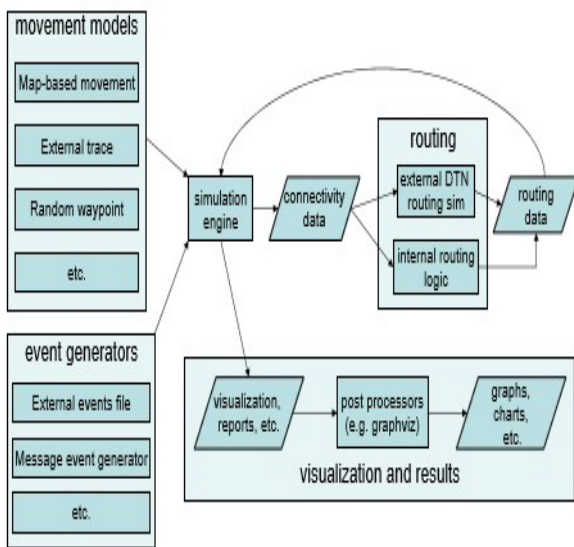 movement models
Map-based movement
External trace
Random waypoint
etc.
event generators
External events file
Message event generator
etc.
simulation
engine
connectivity
data
routing
external DTN
routing sim
internal routing
logic
routing
data
visualization,
reports, etc.
post processors
(e.g. graphviz)
graphs,
charts,
etc.
visualization and results